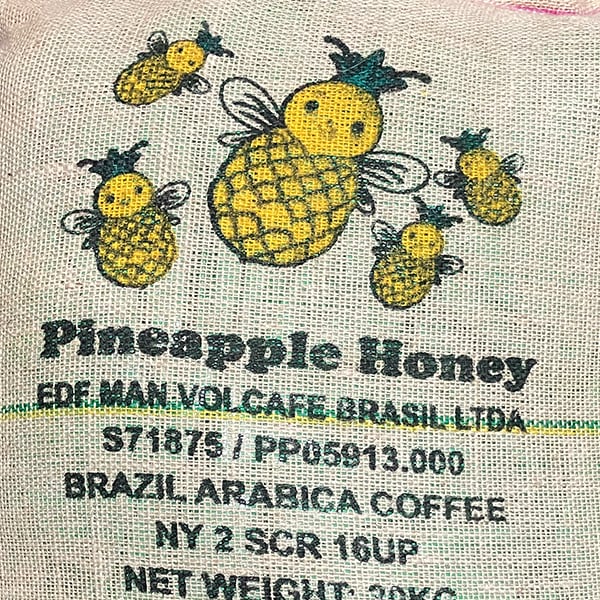 Pineapple Honey
EDF MAN VOLCAFE BRASIL LTDA
S71875 / PP05913.000
BRAZIL ARABICA COFFEE
NY 2 SCR 16UP
NET WEIGHT: